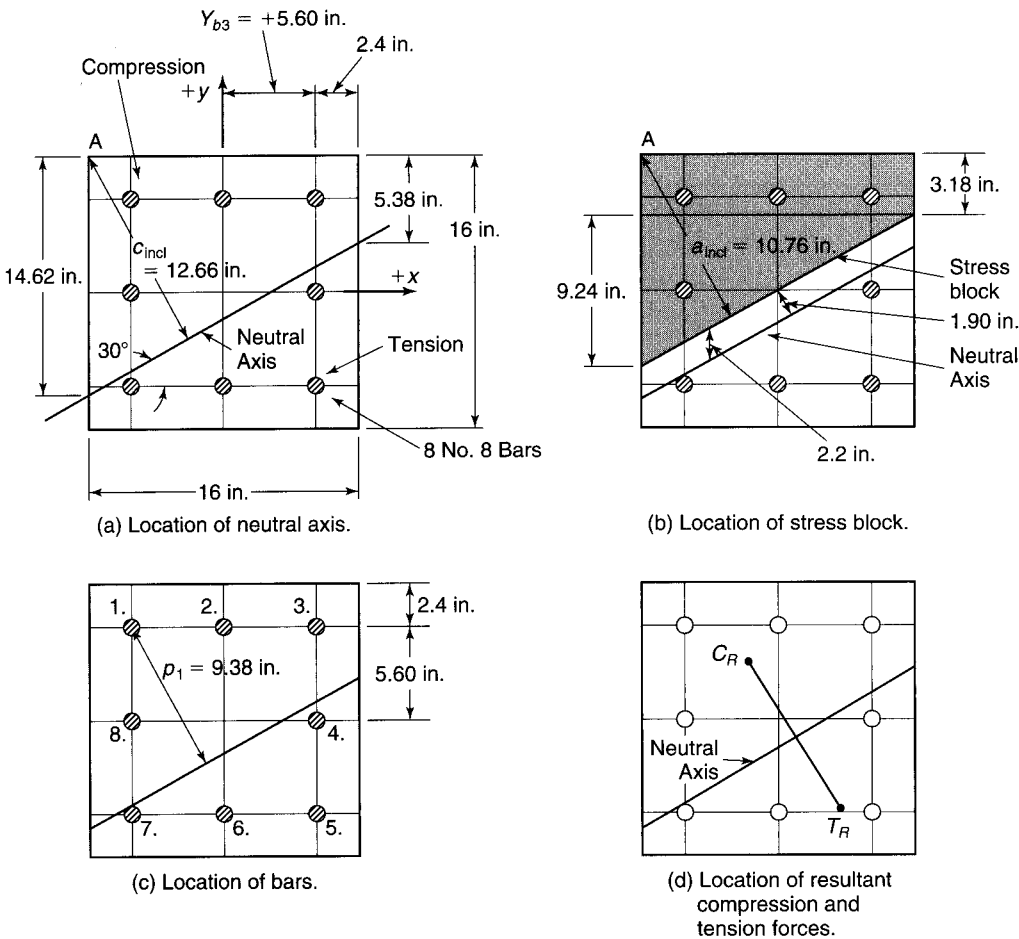 Y_b3 = +5.60 in.
2.4 in.
Compression
+y
A
5.38 in.
16 in.
c_incl
= 12.66 in.
14.62 in.
+x
30°
Neutral
Axis
Tension
8 No. 8 Bars
16 in.
(a) Location of neutral axis.
A
3.18 in.
a_incl = 10.76 in.
9.24 in.
Stress
block
1.90 in.
Neutral
Axis
2.2 in.
(b) Location of stress block.
1.
2.
3.
2.4 in.
p_1 = 9.38 in.
5.60 in.
8.
4.
7.
6.
5.
(c) Location of bars.
C_R
Neutral
Axis
T_R
(d) Location of resultant
compression and
tension forces.